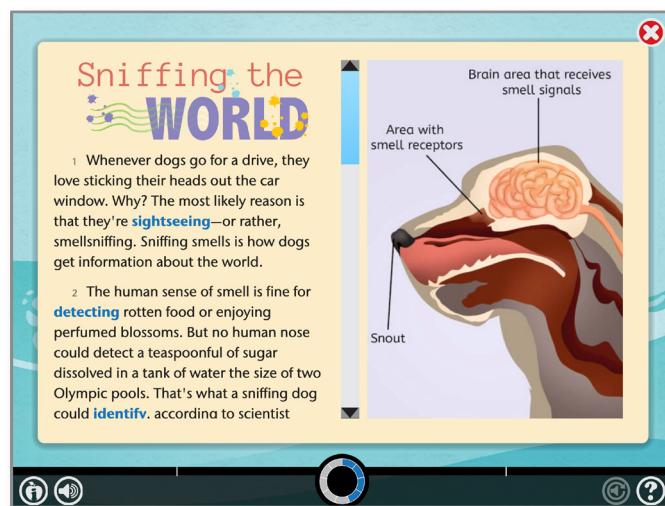 Sniffing the
WORLD
1 Whenever dogs go for a drive, they
love sticking their heads out the car
window. Why? The most likely reason is
that they're sightseeing—or rather,
smellsniffing. Sniffing smells is how dogs
get information about the world.
2 The human sense of smell is fine for
detecting rotten food or enjoying
perfumed blossoms. But no human nose
could detect a teaspoonful of sugar
dissolved in a tank of water the size of two
Olympic pools. That's what a sniffing dog
could identify, according to scientist
Brain area that receives
smell signals
Area with
smell receptors
Snout
?